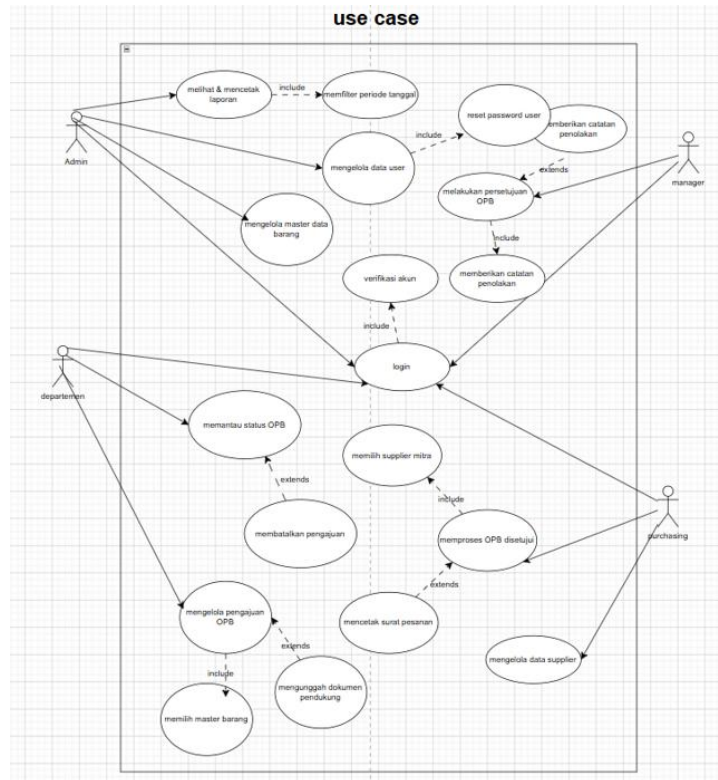 use case
melihat & mencetak
laporan
include
memfilter periode tanggal
reset password user
emberikan catatan
penolakan
include
Admin
mengelola data user
extends
manager
melakukan persetujuan
OPB
mengelola master data
barang
include
verifikasi akun
memberikan catatan
penolakan
include
login
departemen
memantau status OPB
memilih supplier mitra
extends
include
membatalkan pengajuan
memproses OPB disetujui
purchasing
extends
mengelola pengajuan
OPB
mencetak surat pesanan
extends
mengelola data supplier
include
mengunggah dokumen
pendukung
memilih master barang